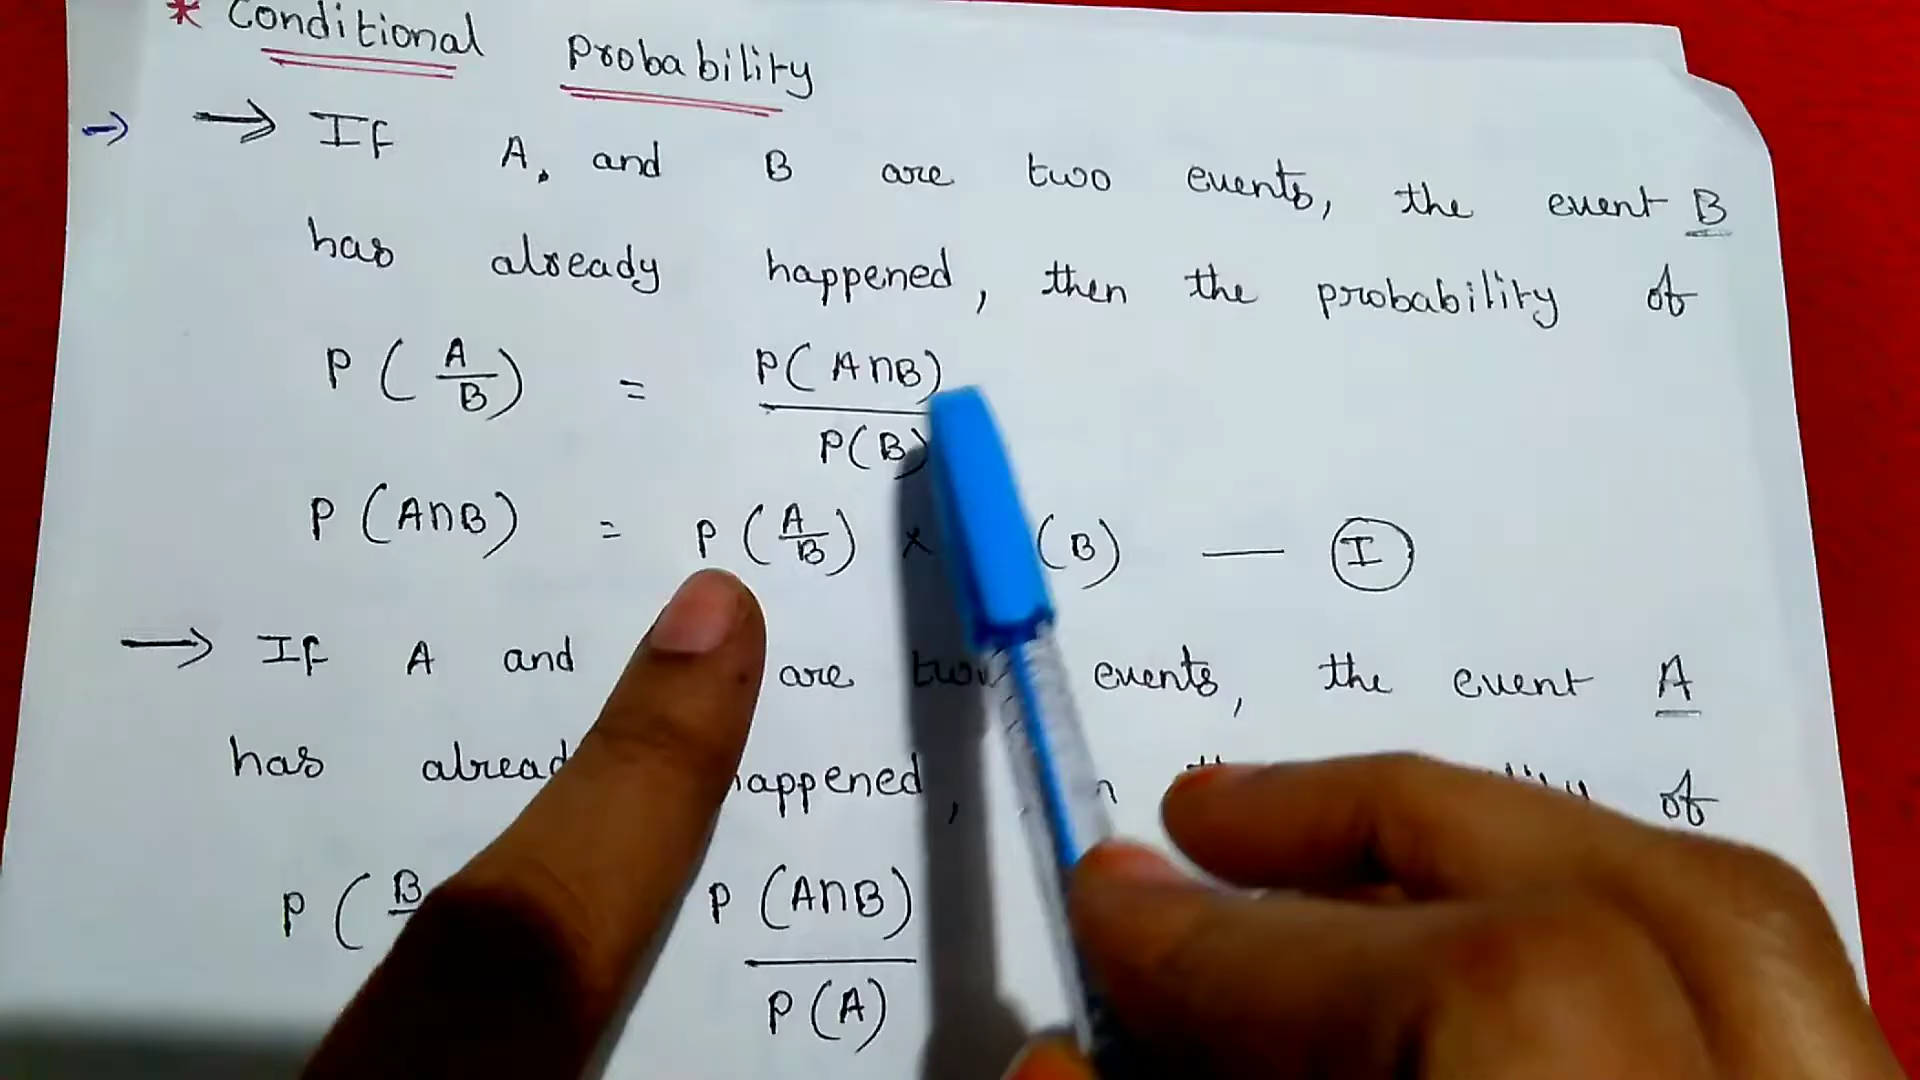 * Conditional Probability
→ → If A, and B are two events, the event B
has already happened, then the probability of
P(A/B) = P(A∩B)/P(B)
P(A∩B) = P(A/B) × (B) — I
→ If A and are two events, the event A
has happened, of
P(B P(A∩B)/P(A)